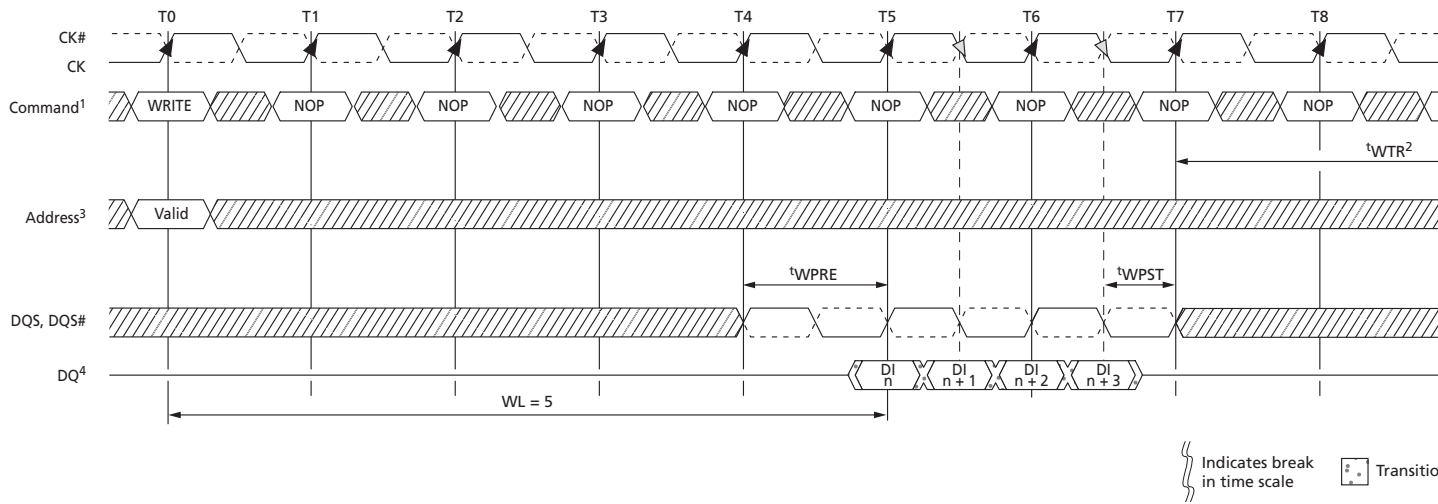 T0 T1 T2 T3 T4 T5 T6 T7 T8
CK#
CK
Command1 WRITE NOP NOP NOP NOP NOP NOP NOP NOP
tWTR2
Address3 Valid
tWPRE tWPST
DQS, DQS#
DQ4 DI n DI n + 1 DI n + 2 DI n + 3
WL = 5
Indicates break
in time scale
Transitio